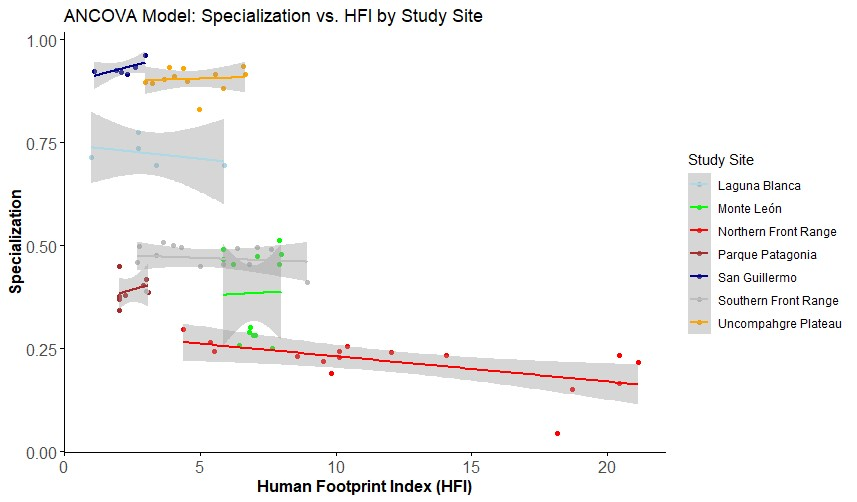 ANCOVA Model: Specialization vs. HFI by Study Site
1.00
0.75
0.50
0.25
0.00
Specialization
0
5
10
15
20
Human Footprint Index (HFI)
Study Site
Laguna Blanca
Monte León
Northern Front Range
Parque Patagonia
San Guillermo
Southern Front Range
Uncompahgre Plateau